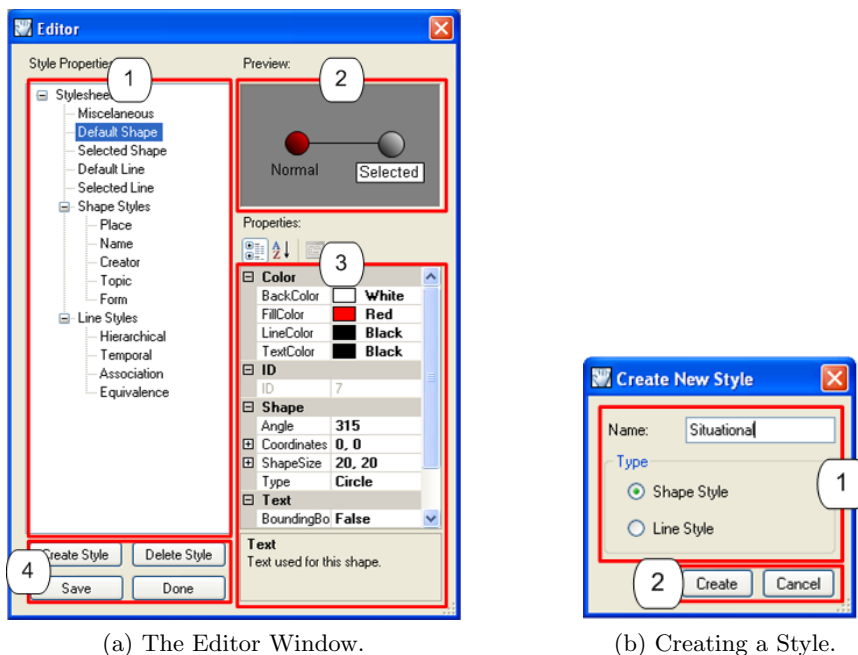 Editor
Style Propertie
1
Stylesheet
Miscelaneous
Default Shape
Selected Shape
Default Line
Selected Line
Shape Styles
Place
Name
Creator
Topic
Form
Line Styles
Hierarchical
Temporal
Association
Equivalence
Create Style Delete Style
4
Save Done
Preview:
2
Normal Selected
Properties:
3
Color
BackColor White
FillColor Red
LineColor Black
TextColor Black
ID
ID 7
Shape
Angle 315
Coordinates 0, 0
ShapeSize 20, 20
Type Circle
Text
BoundingBo False
Text
Text used for this shape.
(a) The Editor Window.
Create New Style
Name: Situational
Type
1
Shape Style
Line Style
2 Create Cancel
(b) Creating a Style.